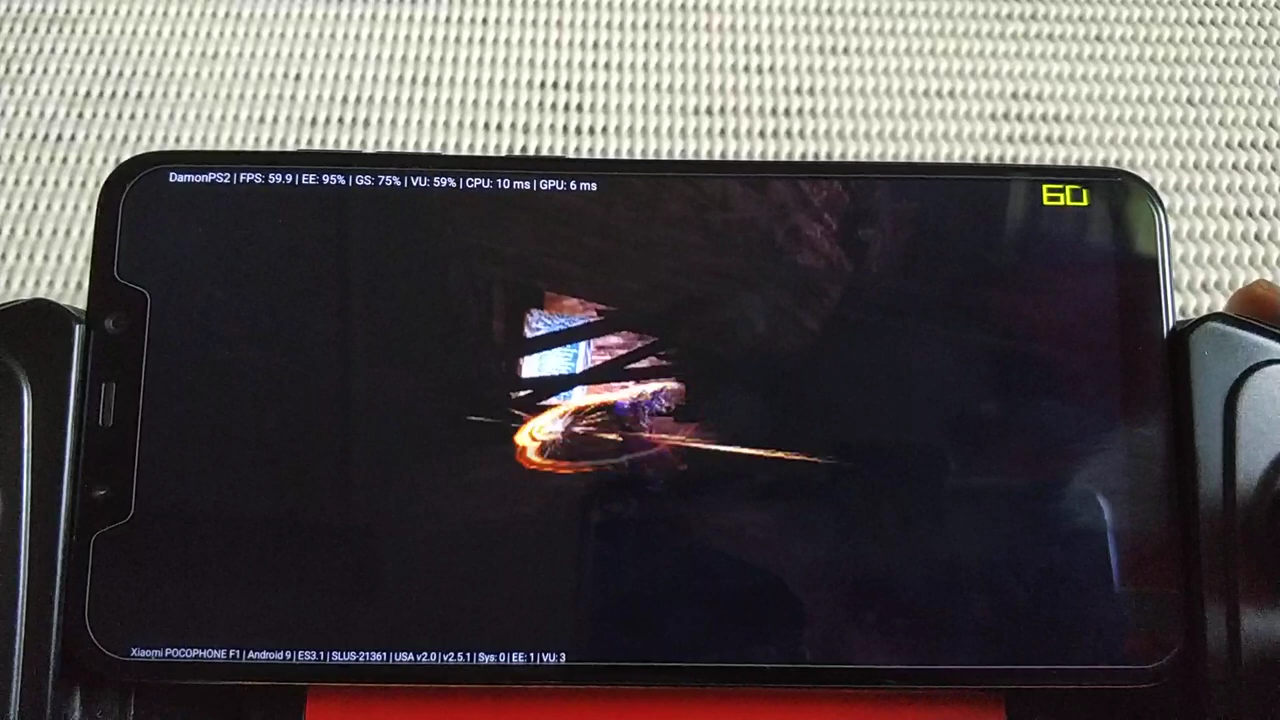 DamonPS2 | FPS: 59.9 | EE: 95% | GS: 75% | VU: 59% | CPU: 10 ms | GPU: 6 ms
60
Xiaomi POCOPHONE F1 | Android 9 | ES3.1 | SLUS-21361 | USA v2.0 | v2.5.1 | Sys: 0 | EE: 1 | VU: 3